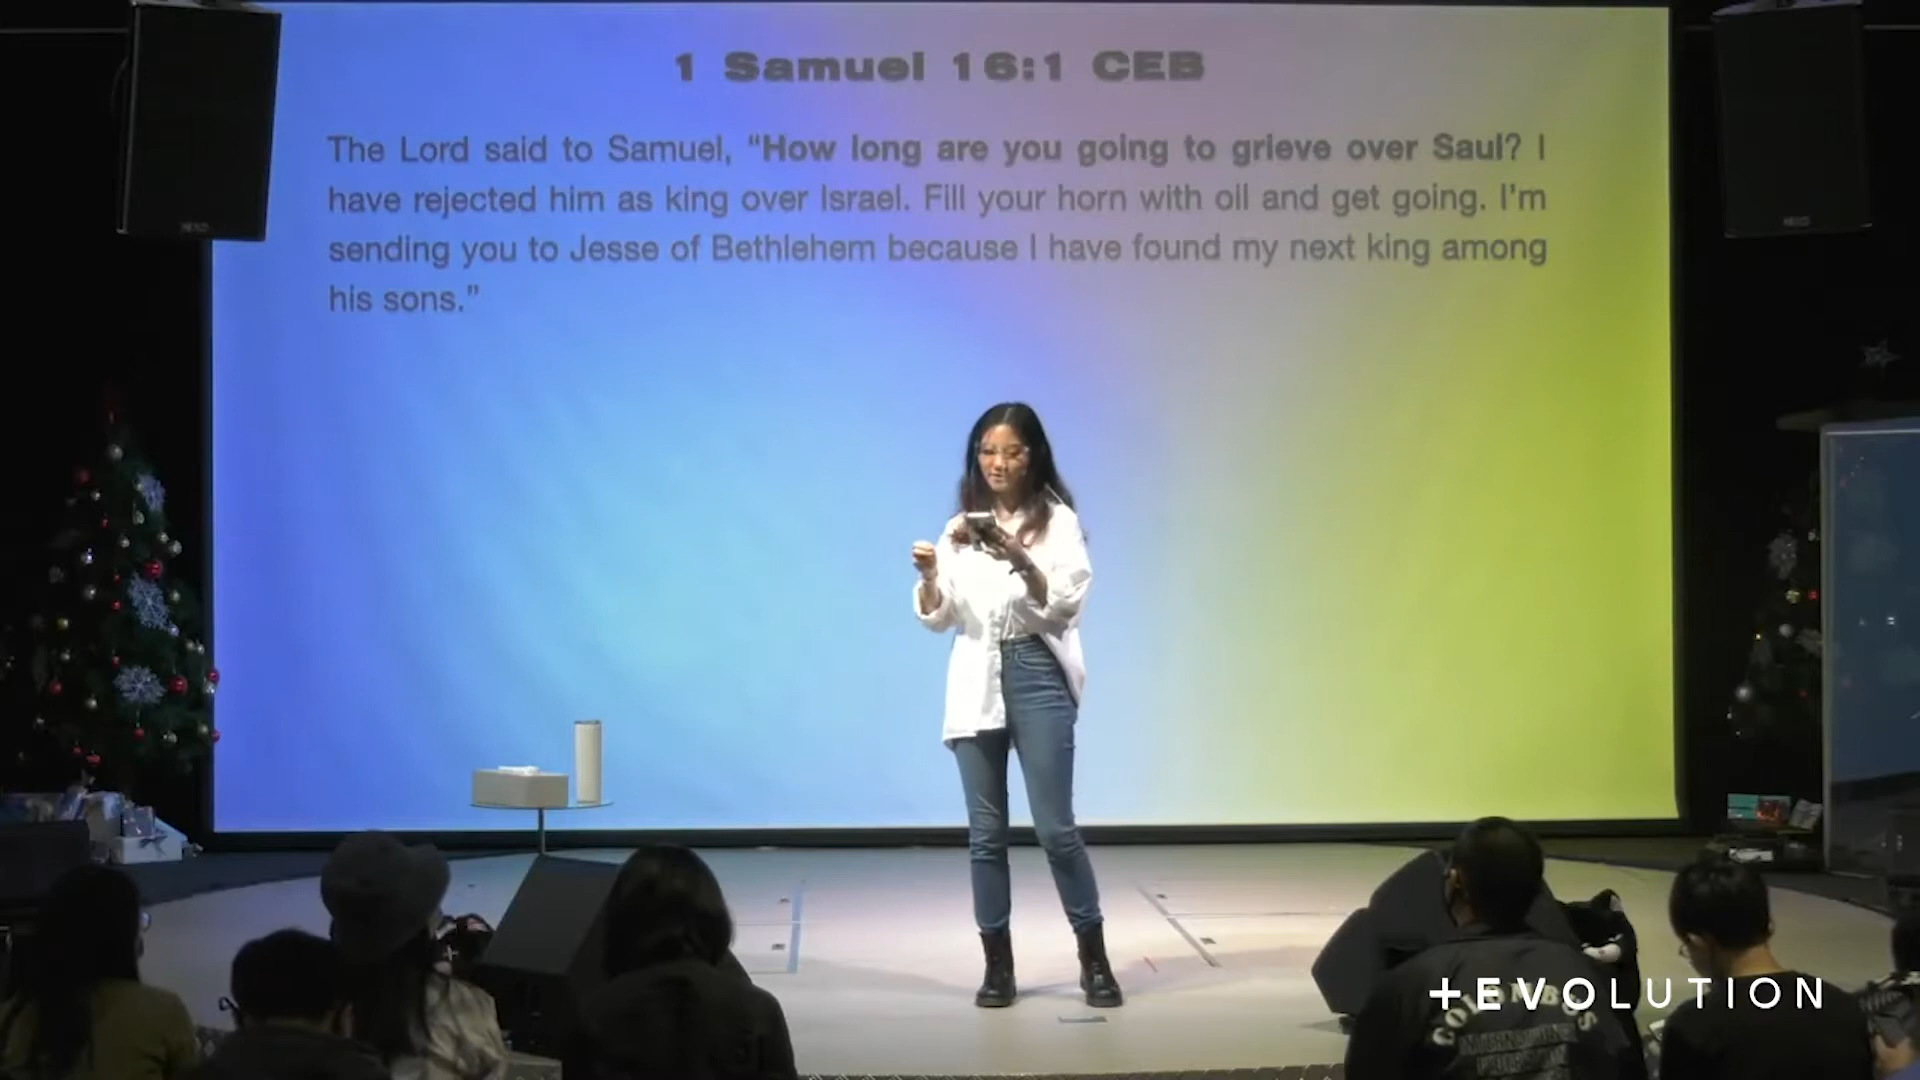 1 Samuel 16:1 CEB
The Lord said to Samuel, “How long are you going to grieve over Saul? I
have rejected him as king over Israel. Fill your horn with oil and get going. I’m
sending you to Jesse of Bethlehem because I have found my next king among
his sons.”
+EVOLUTION